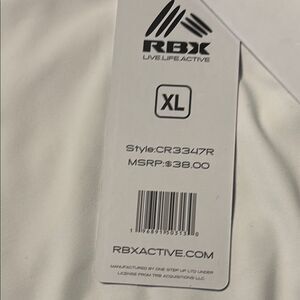 RBX
LIVE.LIFE.ACTIVE
XL
Style:CR3347R
MSRP:$38.00
RBXACTIVE.COM
MANUFACTURED BY ONE STEP UP LTD UNDER
LICENSE FROM TRB ACQUISITIONS LLC